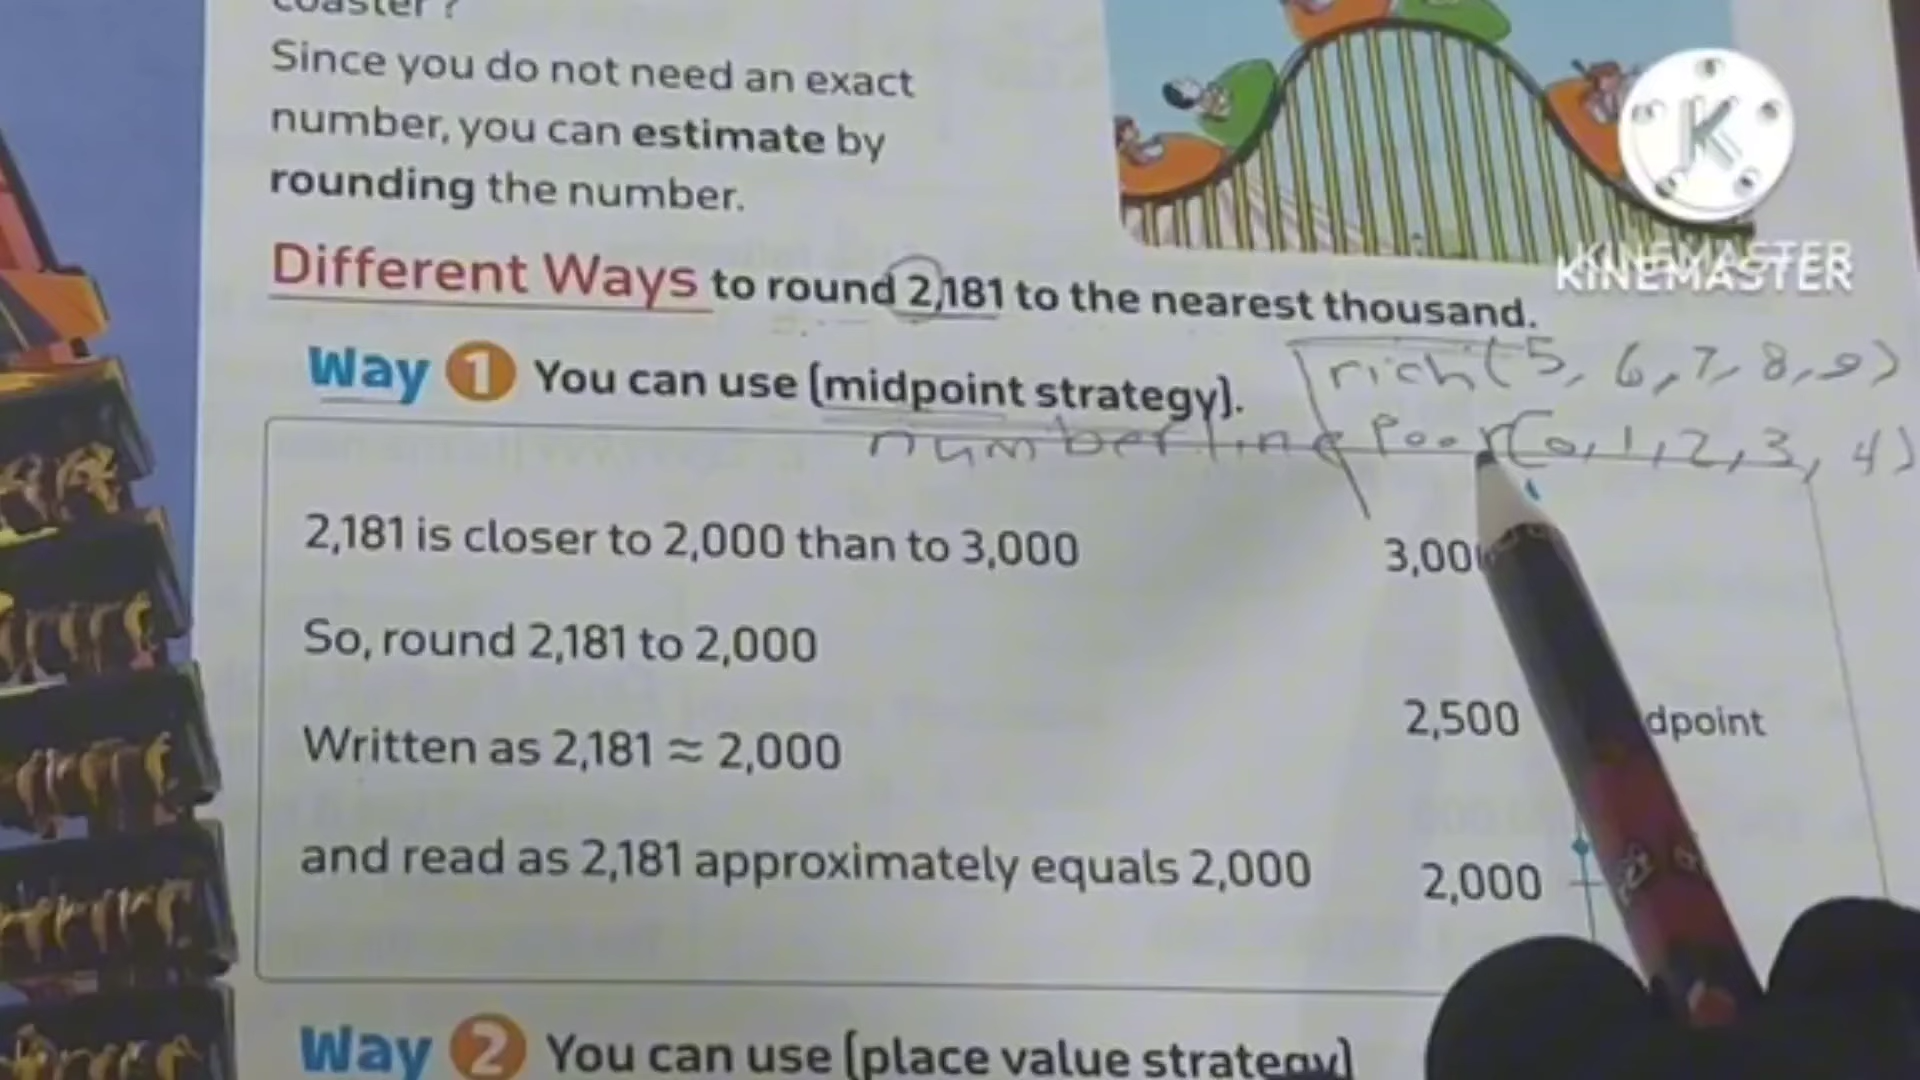 coaster ?
Since you do not need an exact
number, you can estimate by
rounding the number.
KINEMASTER
Different Ways to round 2,181 to the nearest thousand.
Way 1 You can use (midpoint strategy).
rich (5, 6, 7, 8, 9)
number line
Poor (0, 1, 2, 3, 4)
2,181 is closer to 2,000 than to 3,000
So, round 2,181 to 2,000
Written as 2,181 ≈ 2,000
and read as 2,181 approximately equals 2,000
3,00
2,500 dpoint
2,000
Way 2 You can use (place value strategy)